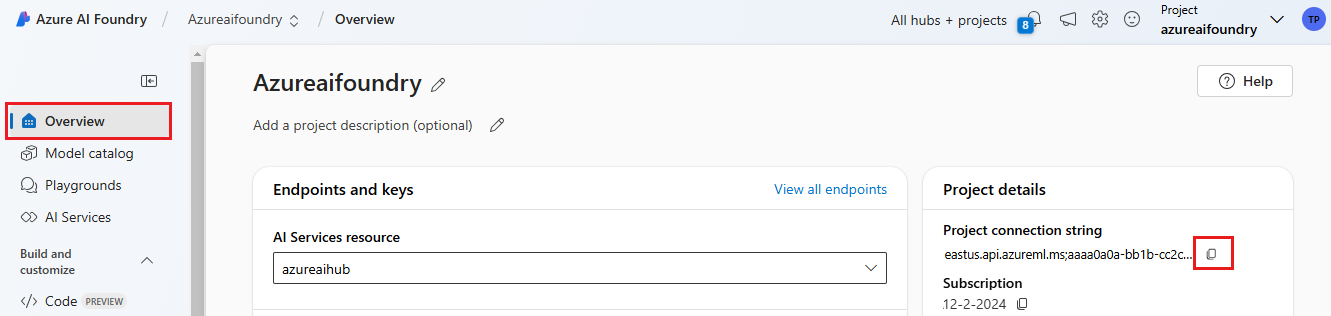 Azure AI Foundry / Azureaifoundry / Overview
All hubs + projects
8
Project
azureaifoundry
TP
Overview
Model catalog
Playgrounds
AI Services
Build and
customize
Code PREVIEW
Azureaifoundry
Help
Add a project description (optional)
Endpoints and keys
View all endpoints
AI Services resource
azureaihub
Project details
Project connection string
eastus.api.azureml.ms;aaaa0a0a-bb1b-cc2c...
Subscription
12-2-2024